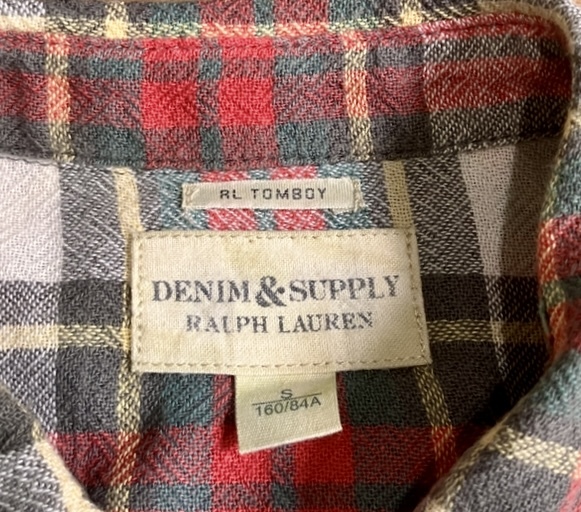 RL TOMBOY
DENIM & SUPPLY
RALPH LAUREN
S
160/84A